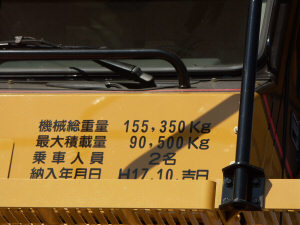 機械総重量 155,350Kg
最大積載量 90,500Kg
乗車人員 2名
納入年月日 H17.10.吉日